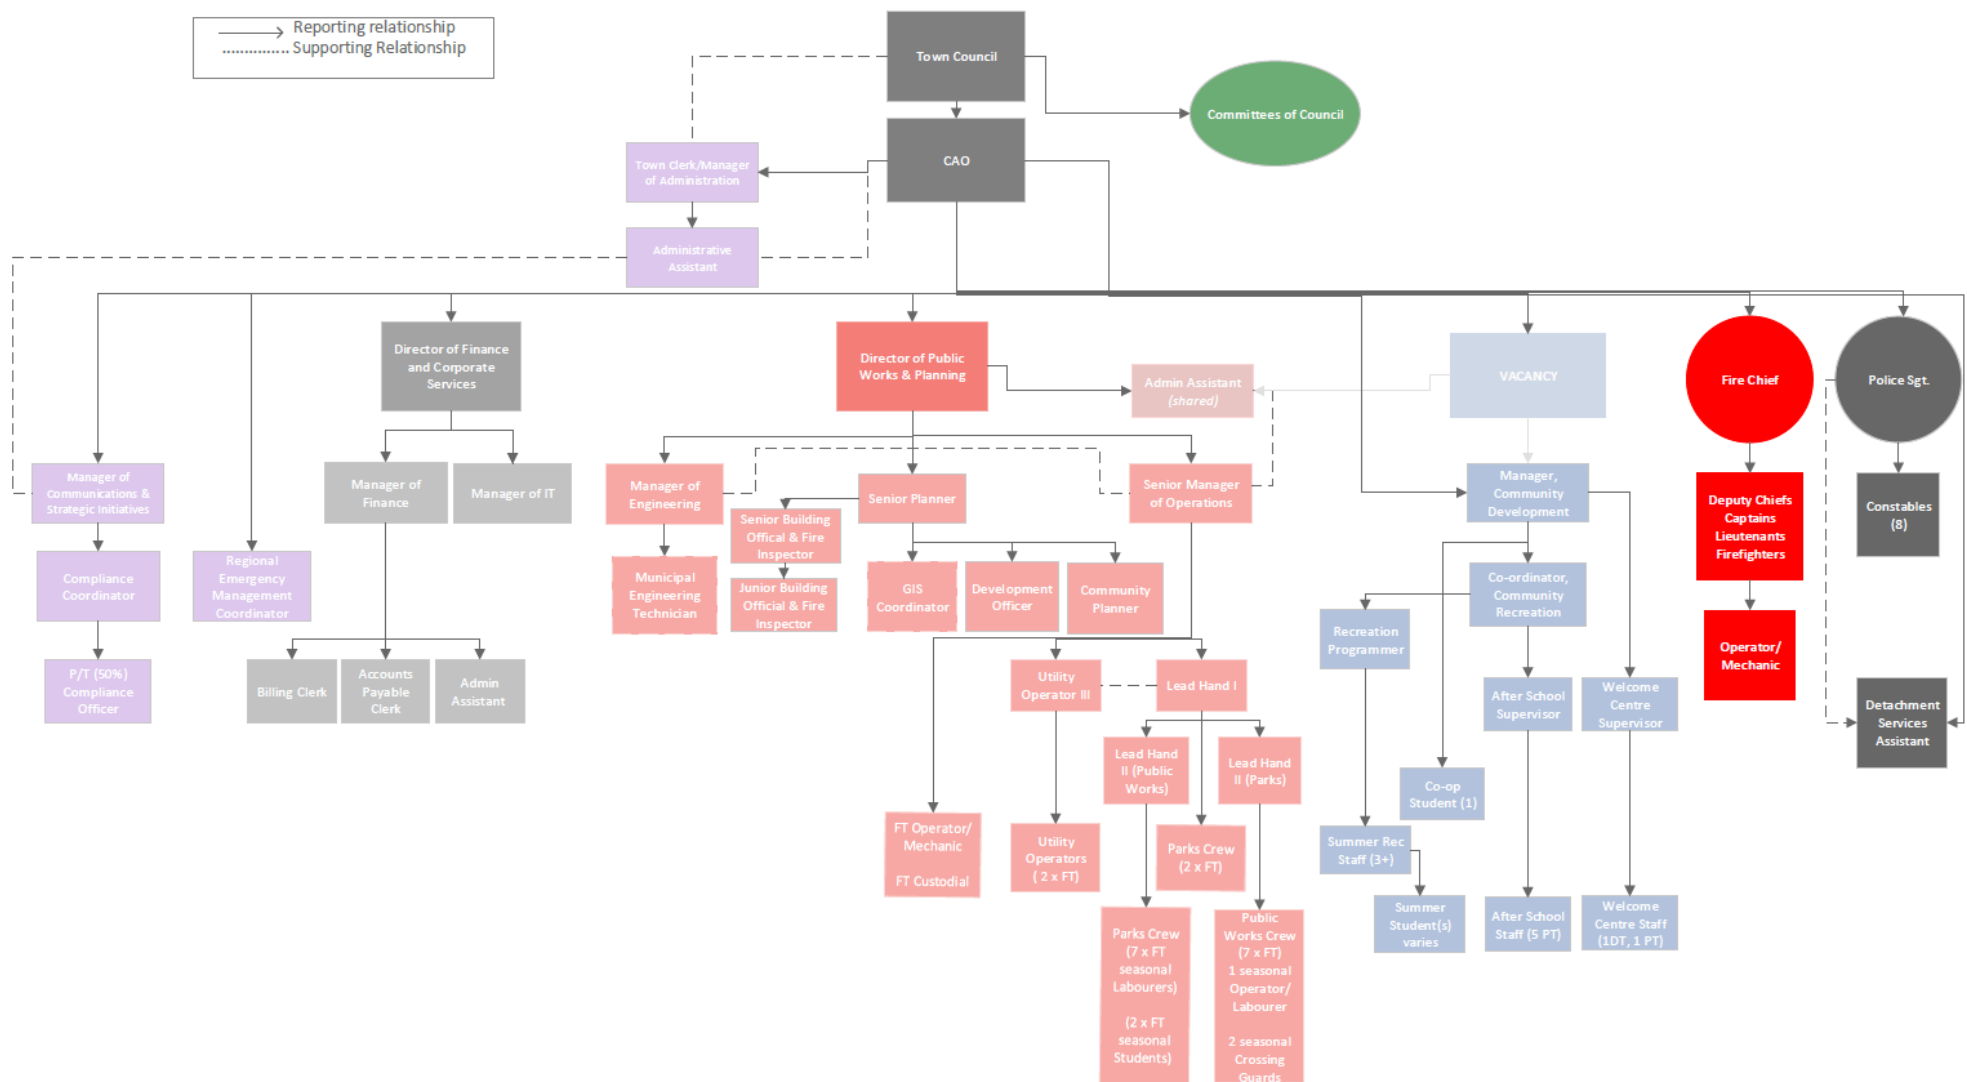 Reporting relationship
Supporting Relationship
Town Council
Committees of Council
CAO
Town Clerk/Manager
of Administration
Administrative
Assistant
Director of Finance
and Corporate
Services
Director of Public
Works & Planning
Admin Assistant
(shared)
VACANCY
Fire Chief
Police Sgt.
Manager of
Communications &
Strategic Initiatives
Manager of
Finance
Manager of IT
Manager of
Engineering
Senior Planner
Senior Manager
of Operations
Manager,
Community
Development
Deputy Chiefs
Captains
Lieutenants
Firefighters
Constables
(8)
Senior Building
Offical & Fire
Inspector
Compliance
Coordinator
Regional
Emergency
Management
Coordinator
Municipal
Engineering
Technician
Junior Building
Official & Fire
Inspector
GIS
Coordinator
Development
Officer
Community
Planner
Co-ordinator,
Community
Recreation
Recreation
Programmer
Operator/
Mechanic
P/T (50%)
Compliance
Officer
Billing Clerk
Accounts
Payable
Clerk
Admin
Assistant
Utility
Operator III
Lead Hand I
After School
Supervisor
Welcome
Centre
Supervisor
Detachment
Services
Assistant
Lead Hand
II (Public
Works)
Lead Hand
II (Parks)
Co-op
Student (1)
FT Operator/
Mechanic
FT Custodial
Utility
Operators
( 2 x FT)
Parks Crew
(2 x FT)
Summer Rec
Staff (3+)
Summer
Student(s)
varies
After School
Staff (5 PT)
Welcome
Centre Staff
(1DT, 1 PT)
Parks Crew
(7 x FT
seasonal
Labourers)
(2 x FT
seasonal
Students)
Public
Works Crew
(7 x FT)
1 seasonal
Operator/
Labourer
2 seasonal
Crossing
Guards